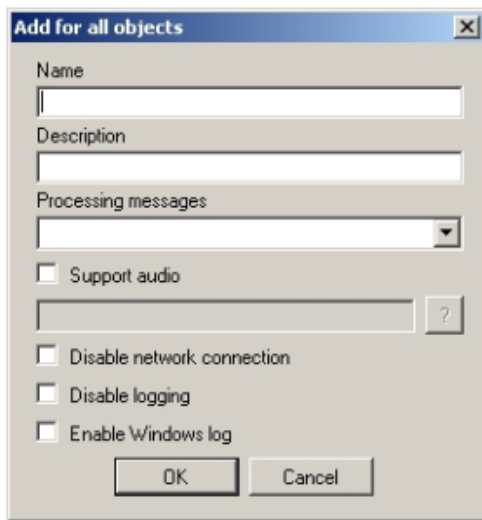 Add for all objects
Name
Description
Processing messages
Support audio
?
Disable network connection
Disable logging
Enable Windows log
OK Cancel